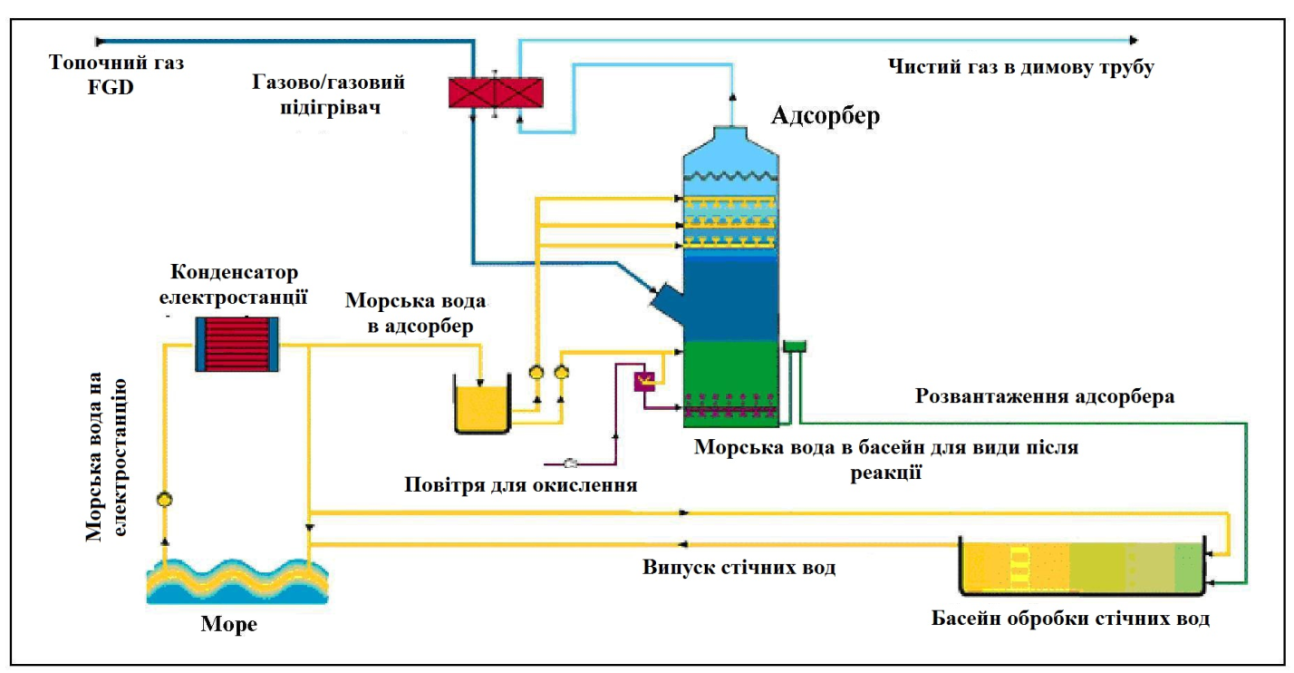 Топочний газ
FGD
Газово/газовий
підігрівач
Чистий газ в димову трубу
Адсорбер
Конденсатор
електростанції
Морська вода
в адсорбер
Морська вода на
електростанцію
Розвантаження адсорбера
Морська вода в басейн для види після
реакції
Повітря для окислення
Випуск стічних вод
Море
Басейн обробки стічних вод